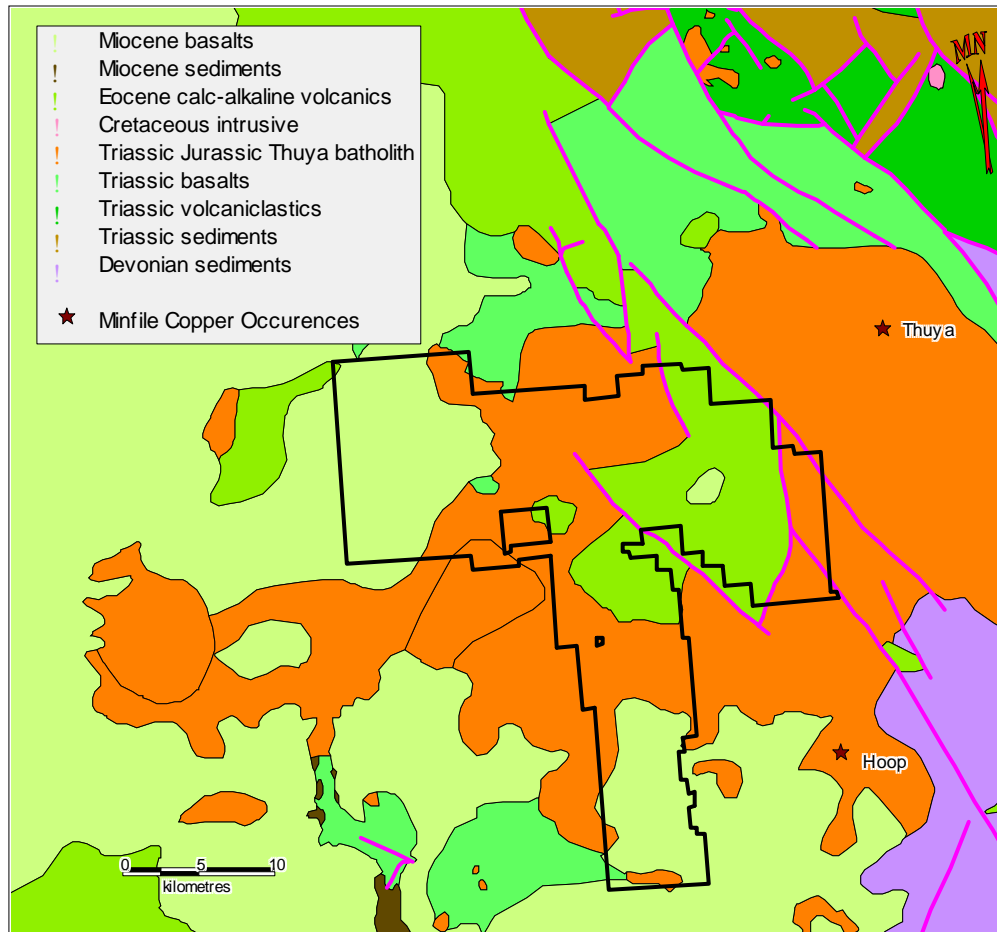 Miocene basalts
Miocene sediments
Eocene calc-alkaline volcanics
Cretaceous intrusive
Triassic Jurassic Thuya batholith
Triassic basalts
Triassic volcaniclastics
Triassic sediments
Devonian sediments
Minfile Copper Occurences
MN
Thuya
Hoop
0 5 10
kilometres